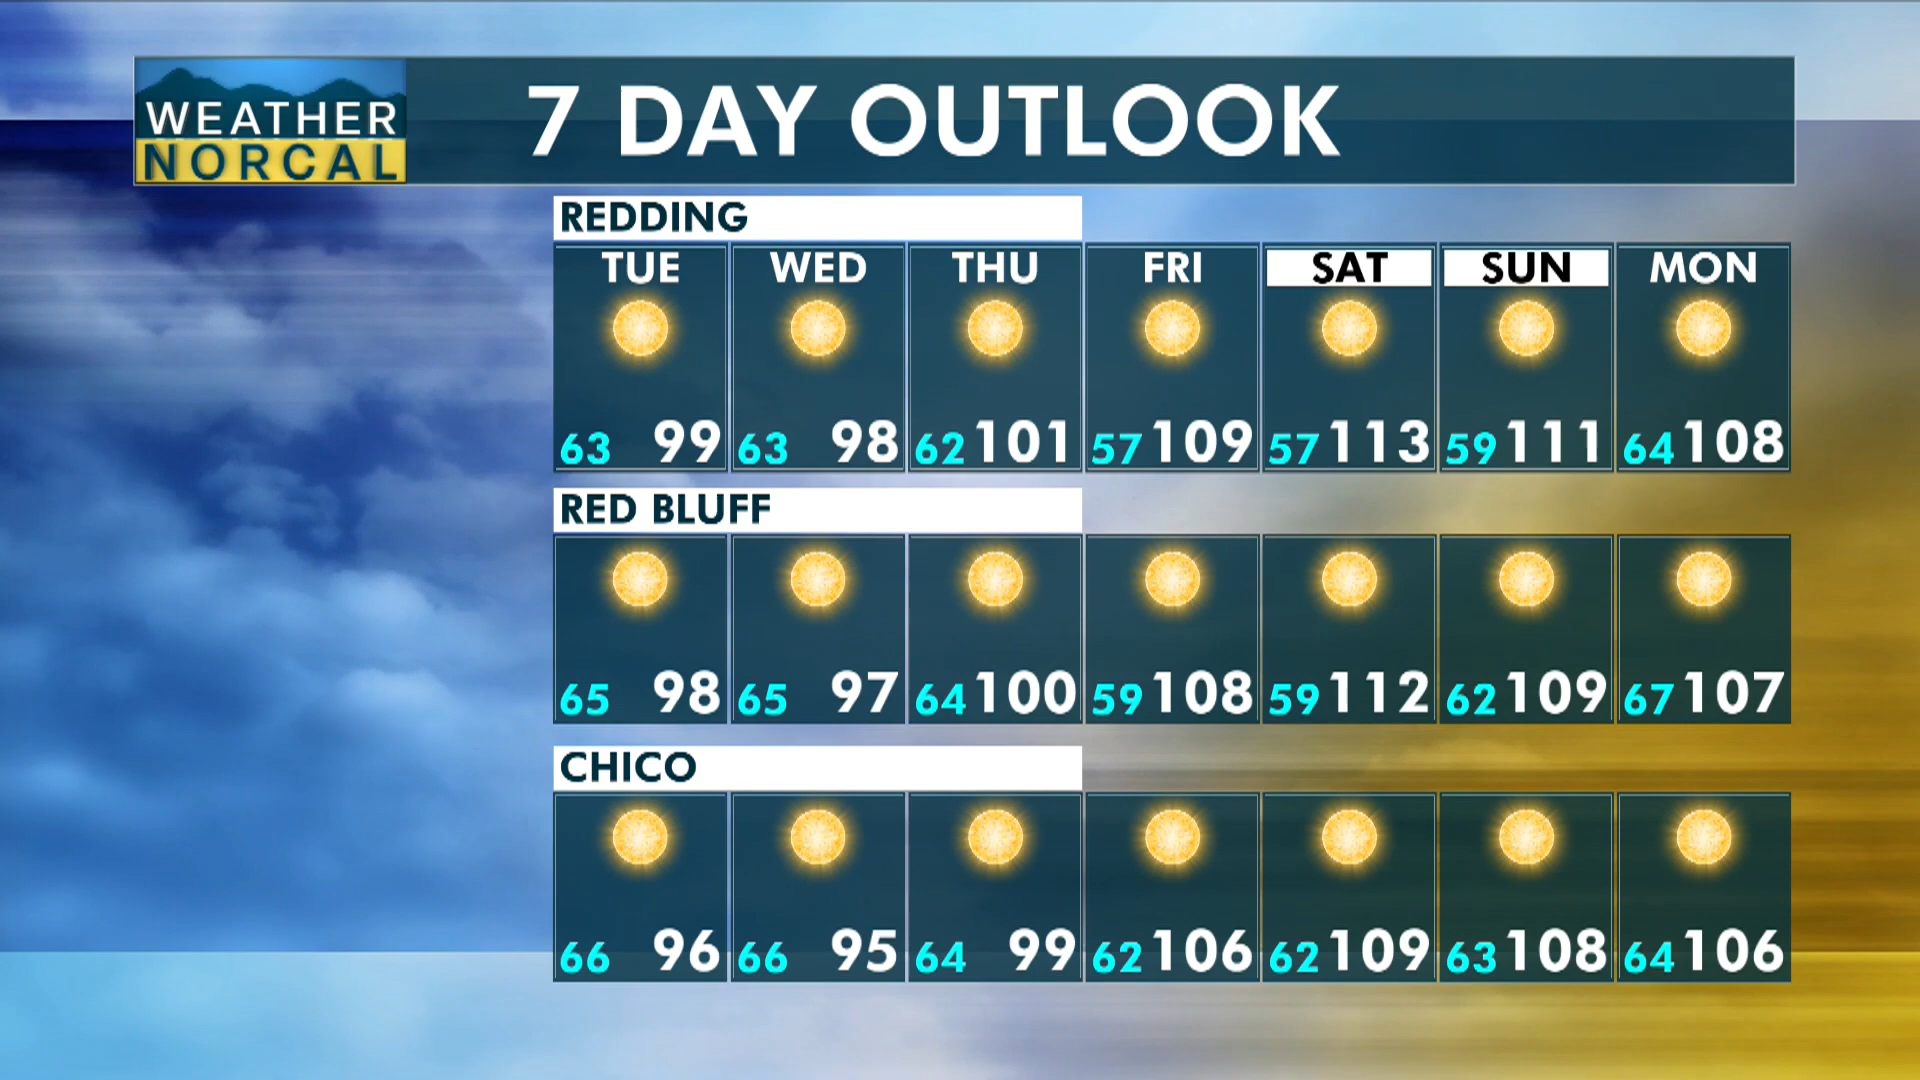 WEATHER
NORCAL
7 DAY OUTLOOK
REDDING
TUE WED THU FRI SAT SUN MON
63 99 63 98 62 101 57 109 57 113 59 111 64 108
RED BLUFF
65 98 65 97 64 100 59 108 59 112 62 109 67 107
CHICO
66 96 66 95 64 99 62 106 62 109 63 108 64 106